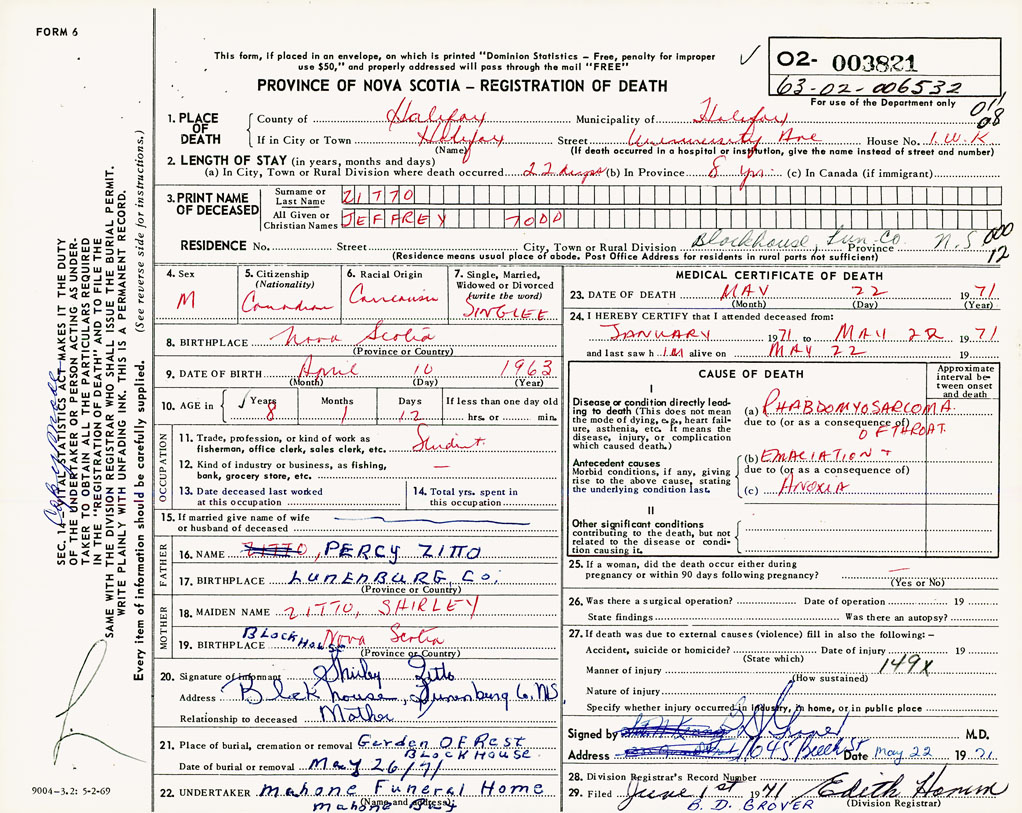 FORM 6
This form, if placed in an envelope, on which is printed "Dominion Statistics – Free, penalty for improper
use $50," and properly addressed will pass through the mail "FREE"
PROVINCE OF NOVA SCOTIA – REGISTRATION OF DEATH
02- 003821
63-02-006532
For use of the Department only
1. PLACE OF DEATH
County of Halifax Municipality of Halifax
If in City or Town Halifax Street University Ave House No. I.W.K
(Name) (If death occurred in a hospital or institution, give the name instead of street and number)
2. LENGTH OF STAY (in years, months and days)
(a) In City, Town or Rural Division where death occurred 22 days (b) In Province 8 yrs. (c) In Canada (if immigrant)
3. PRINT NAME OF DECEASED
Surname or Last Name ZITTO
All Given or Christian Names JEFFREY TODD
RESIDENCE No. Street City, Town or Rural Division Blockhouse, Lun. Co. Province N.S
000
12
(Residence means usual place of abode. Post Office Address for residents in rural parts not sufficient)
4. Sex M
5. Citizenship (Nationality) Canadian
6. Racial Origin Caucausin
7. Single, Married, Widowed or Divorced (write the word) SINGLE
8. BIRTHPLACE Nova Scotia
(Province or Country)
9. DATE OF BIRTH April 10 1963
(Month) (Day) (Year)
10. AGE in Years Months Days If less than one day old
8 1 12 hrs. or min.
OCCUPATION
11. Trade, profession, or kind of work as
fisherman, office clerk, sales clerk, etc. Student
12. Kind of industry or business, as fishing,
bank, grocery store, etc. —
13. Date deceased last worked
at this occupation
14. Total yrs. spent in
this occupation
15. If married give name of wife
or husband of deceased
FATHER
16. NAME ZITTO, PERCY ZITTO
17. BIRTHPLACE LUNENBURG, Co.
(Province or Country)
MOTHER
18. MAIDEN NAME ZITTO, SHIRLEY
19. BIRTHPLACE BLOCKHOUSE Nova Scotia
(Province or Country)
20. Signature of informant Shirley Zitto
Address Blockhouse, Lunenburg Co. NS
Relationship to deceased Mother
21. Place of burial, cremation or removal Garden Of Rest
BLOCKHOUSE
Date of burial or removal May 26/71
22. UNDERTAKER Mahone Funeral Home
(Name and address)
Mahone Bay
MEDICAL CERTIFICATE OF DEATH
23. DATE OF DEATH MAY 22 1971
(Month) (Day)
24. I HEREBY CERTIFY that I attended deceased from:
JANUARY 1971 to MAY 22 1971
and last saw h IM alive on MAY 22 19
CAUSE OF DEATH
Approximate interval between onset and death
I
Disease or condition directly leading to death (This does not mean the mode of dying, e.g., heart failure, asthenia, etc. It means the disease, injury, or complication which caused death.)
(a) RHABDOMYOSARCOMA
due to (or as a consequence of)
OF THROAT
Antecedent causes
Morbid conditions, if any, giving rise to the above cause, stating the underlying condition last.
(b) EMACIATION +
due to (or as a consequence of)
(c) ANOXIA
II
Other significant conditions
contributing to the death, but not related to the disease or condition causing it.
25. If a woman, did the death occur either during
pregnancy or within 90 days following pregnancy? —
(Yes or No)
26. Was there a surgical operation? Date of operation 19
State findings Was there an autopsy?
27. If death was due to external causes (violence) fill in also the following: –
Accident, suicide or homicide? Date of injury 19
(State which)
Manner of injury 149X
(How sustained)
Nature of injury
Specify whether injury occurred in industry, in home, or in public place
Signed by M.D.
Address 1045 Beech St Date May 22 1971
28. Division Registrar's Record Number
29. Filed June 1st 1971 Edith
B. D. GROVER (Division Registrar)
SEC. 14 – VITAL STATISTICS ACT MAKES IT THE DUTY
OF THE UNDERTAKER OR PERSON ACTING AS UNDERTAKER TO OBTAIN ALL THE PARTICULARS REQUIRED
IN THE "REGISTRATION OF DEATH" AND TO FILE THE
SAME WITH THE DIVISION REGISTRAR WHO SHALL ISSUE THE BURIAL PERMIT.
WRITE PLAINLY WITH UNFADING INK. THIS IS A PERMANENT RECORD.
Every item of information should be carefully supplied. (See reverse side for instructions.)
9004-3.2: 5-2-69